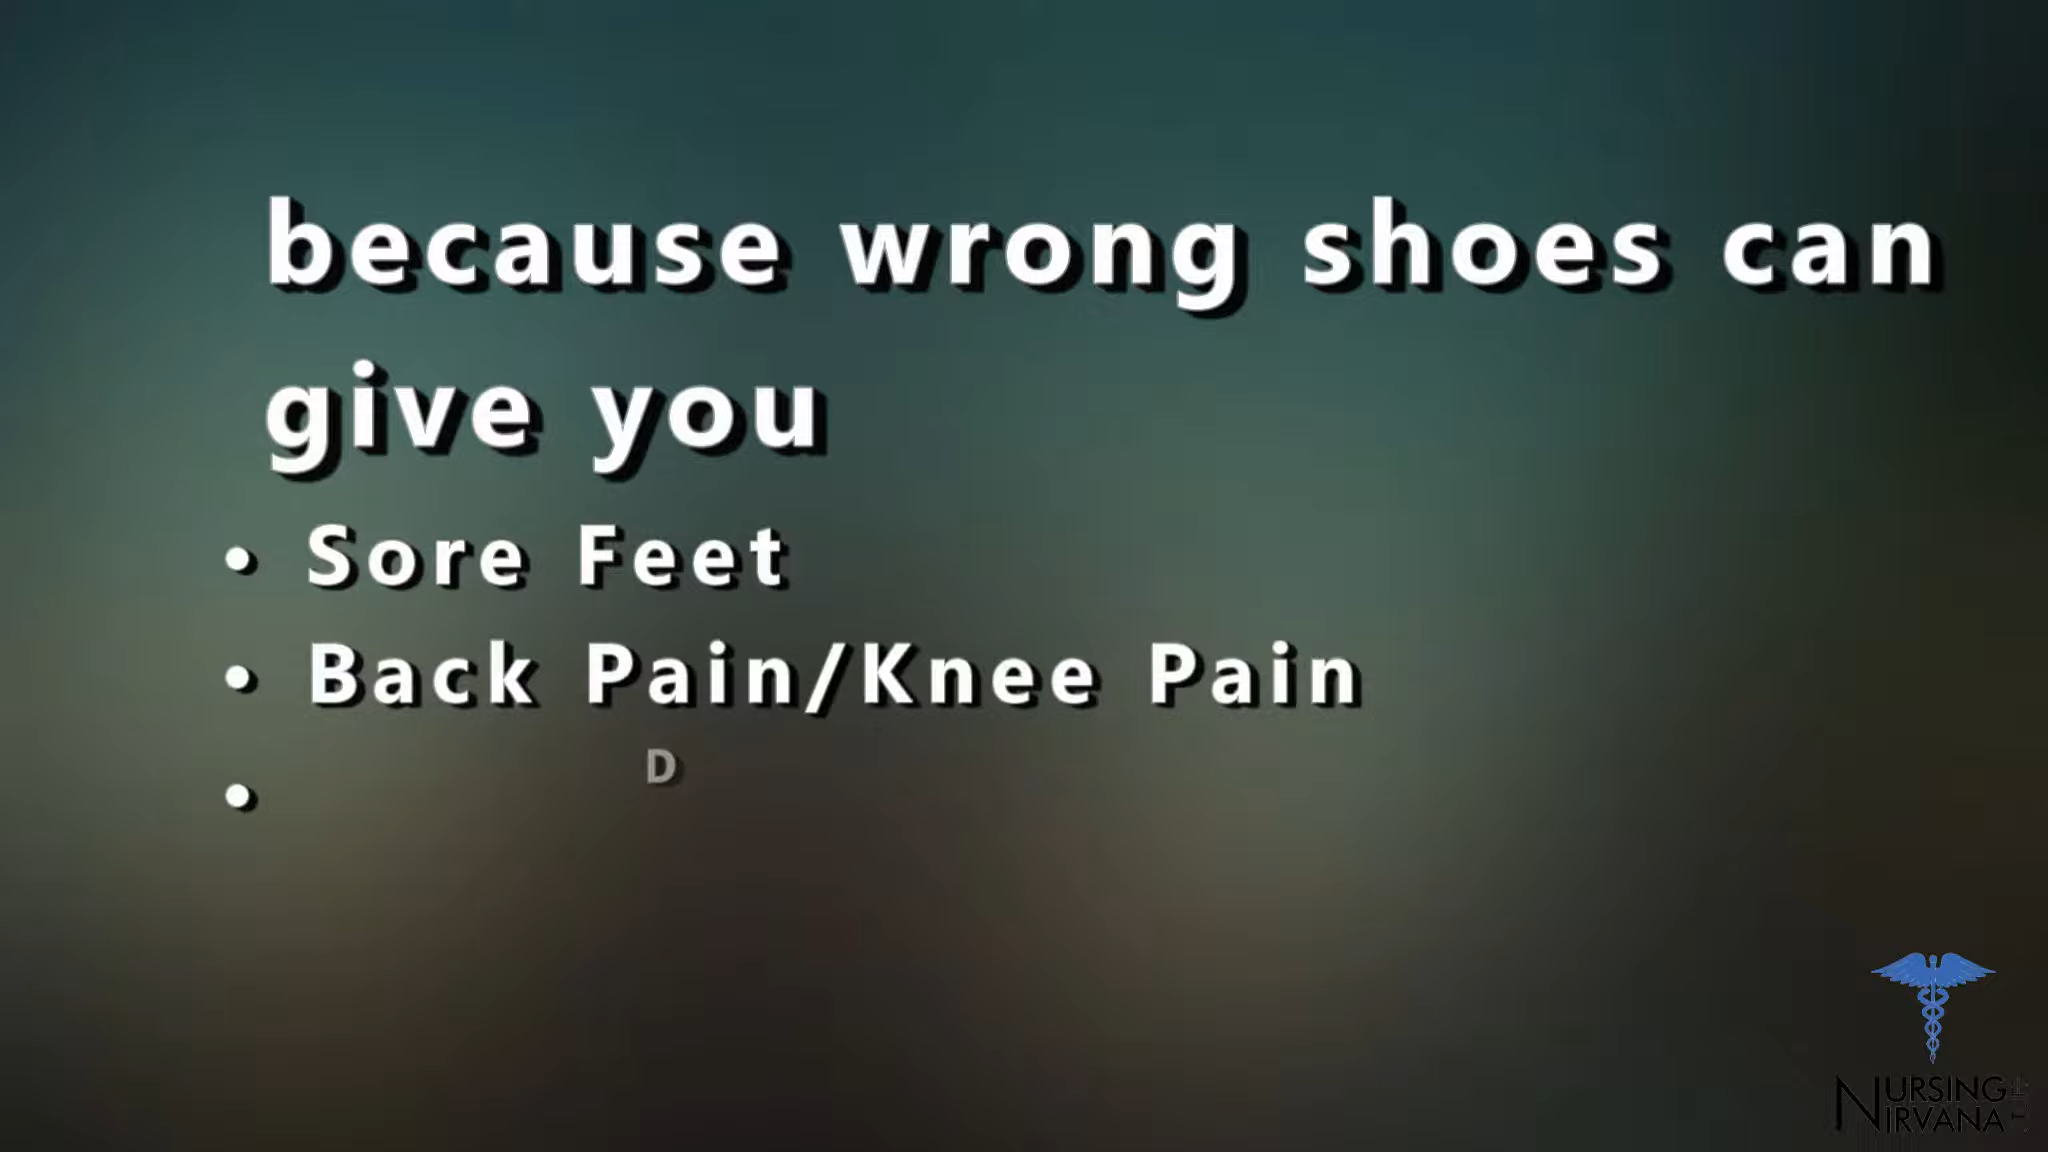 because wrong shoes can
give you
• Sore Feet
• Back Pain/Knee Pain
• D
NURSING
NIRVANA